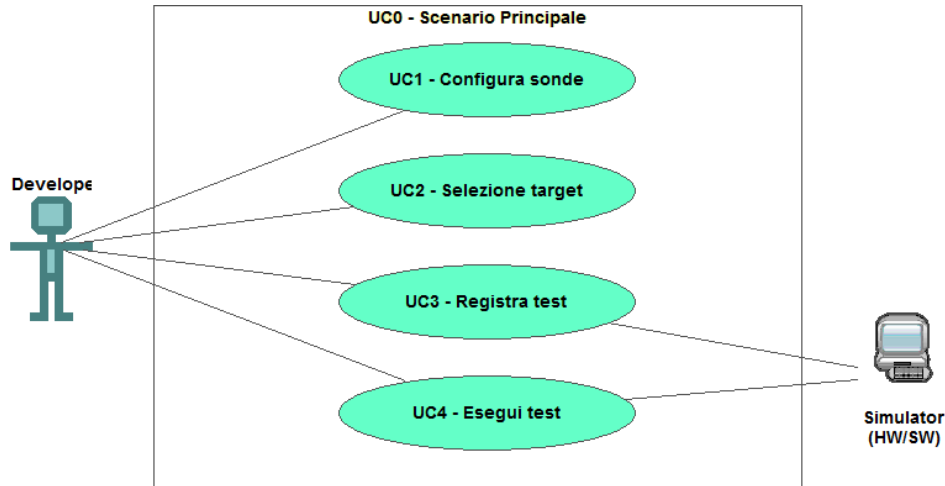 UC0 - Scenario Principale
UC1 - Configura sonde
Develope
UC2 - Selezione target
UC3 - Registra test
UC4 - Esegui test
Simulator
(HW/SW)